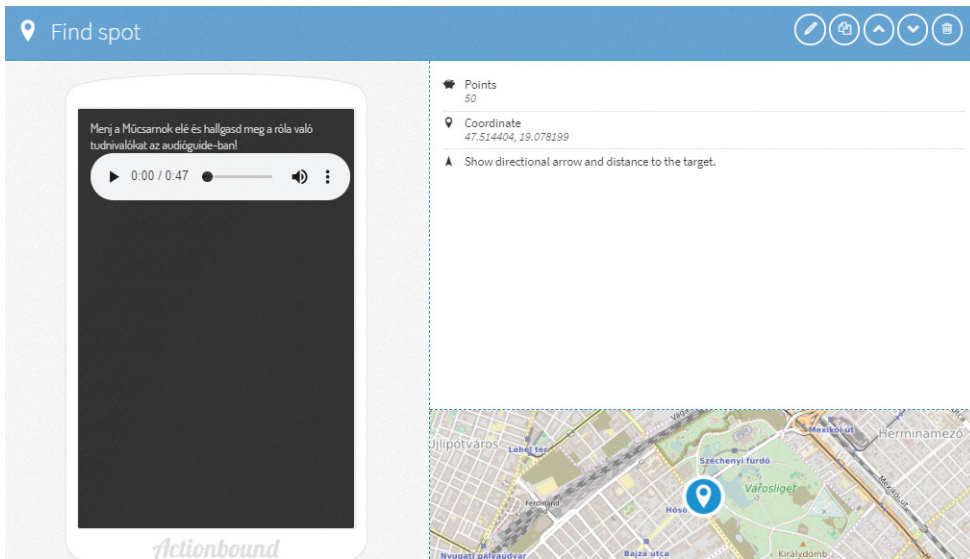 Find spot
Menj a Műcsarnok elé és hallgasd meg a róla való
tudnivalókat az audióguide-ban!
0:00 / 0:47
Actionbound
Points
50
Coordinate
47.514404, 19.078199
Show directional arrow and distance to the target.
Mexikói út
Herminamező
Újlipótváros
Lehel tér
Széchenyi fürdő
Városliget
Ferdinánd
Nyugati pályaudvar
Bajza utca
Királydomb